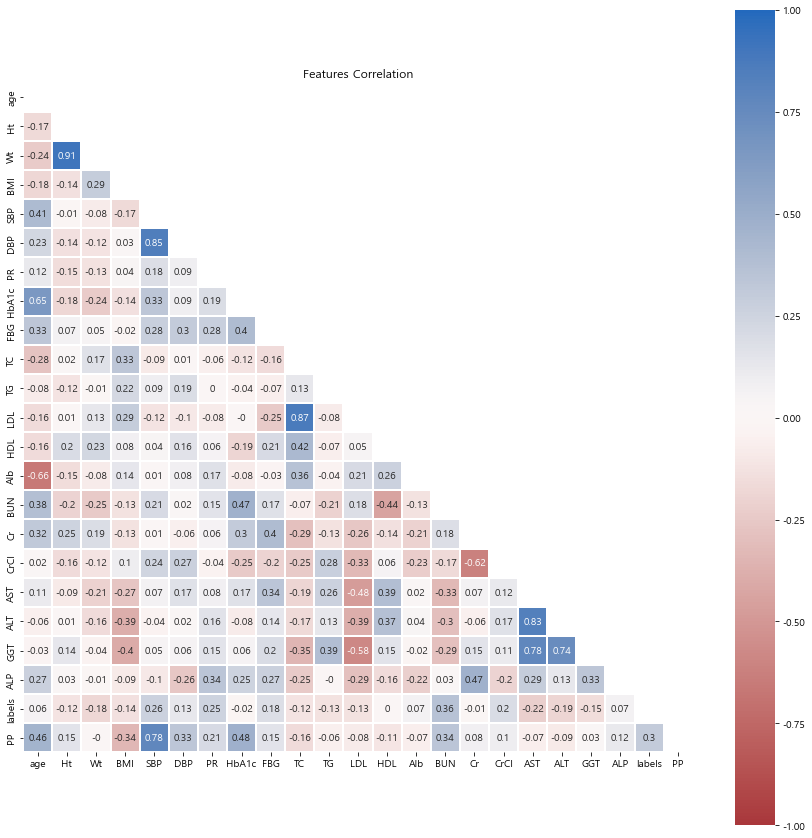 Features Correlation
age
Ht -0.17
Wt -0.24 0.91
BMI -0.18 -0.14 0.29
SBP 0.41 -0.01 -0.08 -0.17
DBP 0.23 -0.14 -0.12 0.03 0.85
PR 0.12 -0.15 -0.13 0.04 0.18 0.09
HbA1c 0.65 -0.18 -0.24 -0.14 0.33 0.09 0.19
FBG 0.33 0.07 0.05 -0.02 0.28 0.3 0.28 0.4
TC -0.28 0.02 0.17 0.33 -0.09 0.01 -0.06 -0.12 -0.16
TG -0.08 -0.12 -0.01 0.22 0.09 0.19 0 -0.04 -0.07 0.13
LDL -0.16 0.01 0.13 0.29 -0.12 -0.1 -0.08 -0 -0.25 0.87 -0.08
HDL -0.16 0.2 0.23 0.08 0.04 0.16 0.06 -0.19 0.21 0.42 -0.07 0.05
Alb -0.66 -0.15 -0.08 0.14 0.01 0.08 0.17 -0.08 -0.03 0.36 -0.04 0.21 0.26
BUN 0.38 -0.2 -0.25 -0.13 0.21 0.02 0.15 0.47 0.17 -0.07 -0.21 0.18 -0.44 -0.13
Cr 0.32 0.25 0.19 -0.13 0.01 -0.06 0.06 0.3 0.4 -0.29 -0.13 -0.26 -0.14 -0.21 0.18
CrCl 0.02 -0.16 -0.12 0.1 0.24 0.27 -0.04 -0.25 -0.2 -0.25 0.28 -0.33 0.06 -0.23 -0.17 -0.62
AST 0.11 -0.09 -0.21 -0.27 0.07 0.17 0.08 0.17 0.34 -0.19 0.26 -0.48 0.39 0.02 -0.33 0.07 0.12
ALT -0.06 0.01 -0.16 -0.39 -0.04 0.02 0.16 -0.08 0.14 -0.17 0.13 -0.39 0.37 0.04 -0.3 -0.06 0.17 0.83
GGT -0.03 0.14 -0.04 -0.4 0.05 0.06 0.15 0.06 0.2 -0.35 0.39 -0.58 0.15 -0.02 -0.29 0.15 0.11 0.78 0.74
ALP 0.27 0.03 -0.01 -0.09 -0.1 -0.26 0.34 0.25 0.27 -0.25 -0 -0.29 -0.16 -0.22 0.03 0.47 -0.2 0.29 0.13 0.33
labels 0.06 -0.12 -0.18 -0.14 0.26 0.13 0.25 -0.02 0.18 -0.12 -0.13 -0.13 0 0.07 0.36 -0.01 0.2 -0.22 -0.19 -0.15 0.07
PP 0.46 0.15 -0 -0.34 0.78 0.33 0.21 0.48 0.15 -0.16 -0.06 -0.08 -0.11 -0.07 0.34 0.08 0.1 -0.07 -0.09 0.03 0.12 0.3
age Ht Wt BMI SBP DBP PR HbA1c FBG TC TG LDL HDL Alb BUN Cr CrCl AST ALT GGT ALP labels PP
1.00
0.75
0.50
0.25
0.00
-0.25
-0.50
-0.75
-1.00